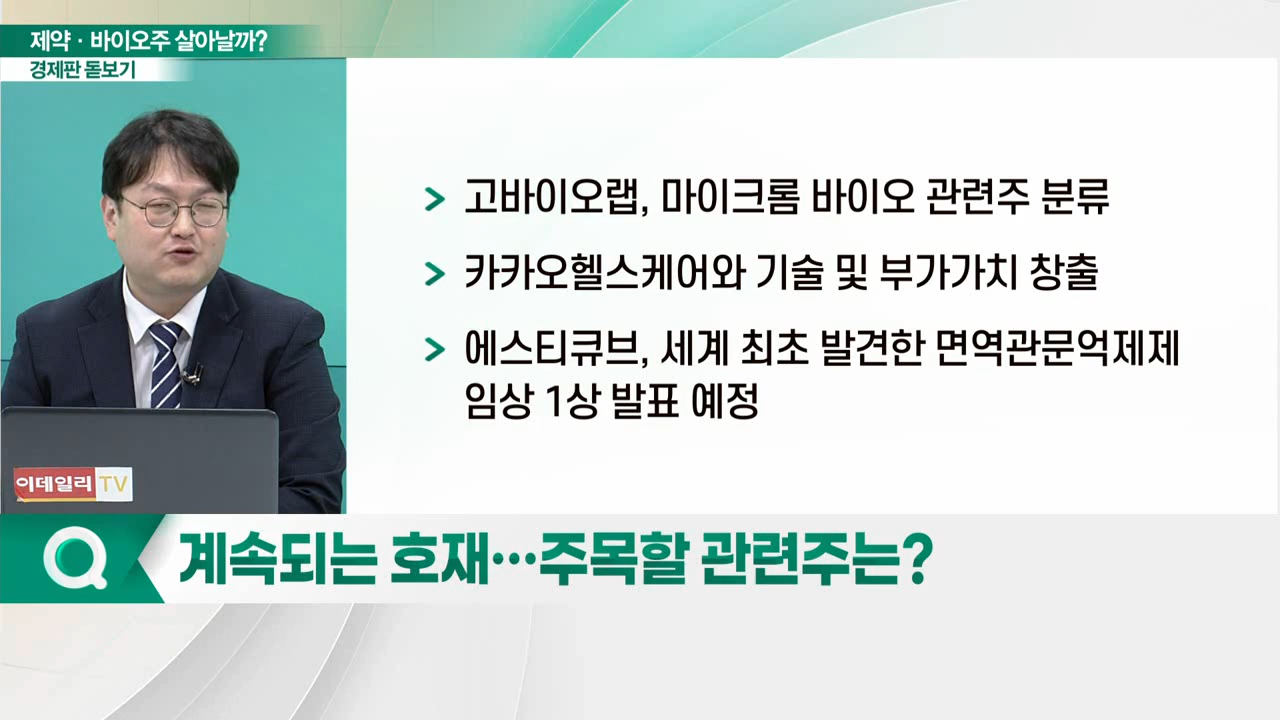 제약 · 바이오주 살아날까?
경제판 돋보기
> 고바이오랩, 마이크롬 바이오 관련주 분류
> 카카오헬스케어와 기술 및 부가가치 창출
> 에스티큐브, 세계 최초 발견한 면역관문억제제
임상 1상 발표 예정
이데일리 TV
Q 계속되는 호재…주목할 관련주는?